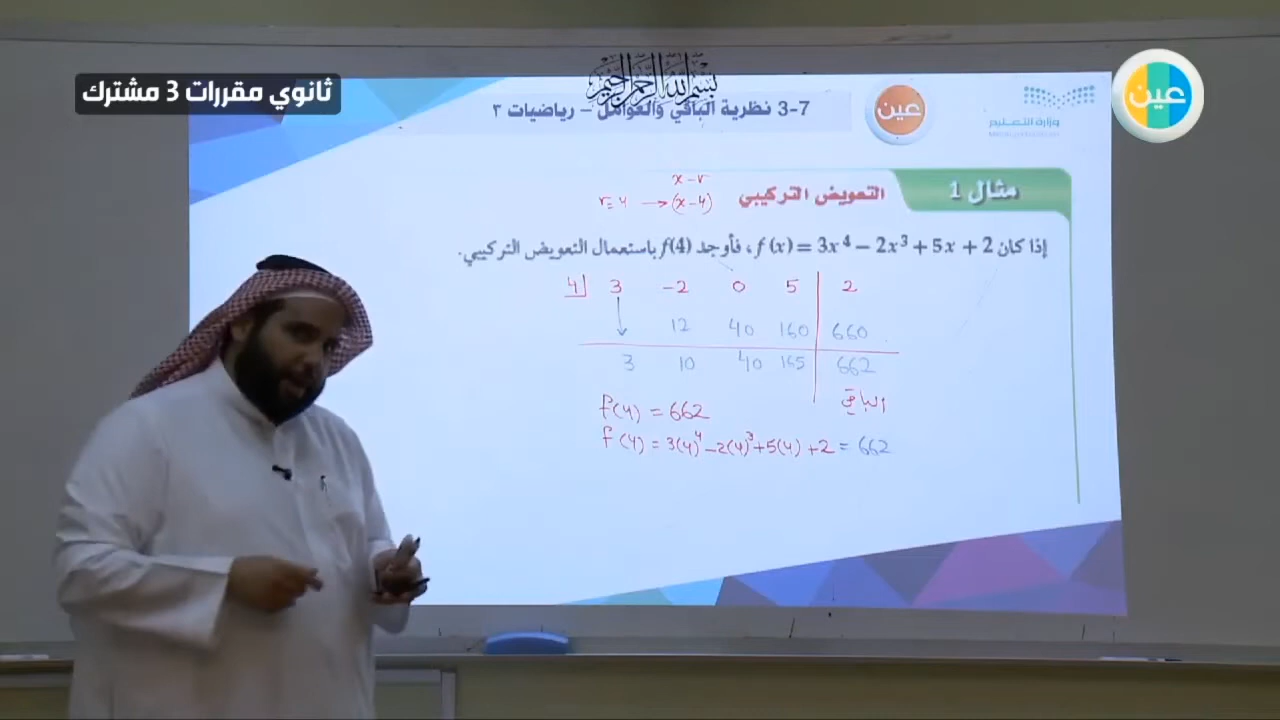 بسم الله الرحمن الرحيم
ثانوي مقررات 3 مشترك
عين
3-7 نظرية الباقي والعوامل – رياضيات ٣
عين
وزارة التعليم
مثال 1 التعويض التركيبي
x-r
r=4 → (x-4)
إذا كان f(x) = 3x⁴ − 2x³ + 5x + 2، فأوجد f(4) باستعمال التعويض التركيبي.
4 3 -2 0 5 2
12 40 160 660
3 10 40 165 662
الباقي
f(4) = 662
f(4) = 3(4)⁴ -2(4)³+5(4) +2 = 662